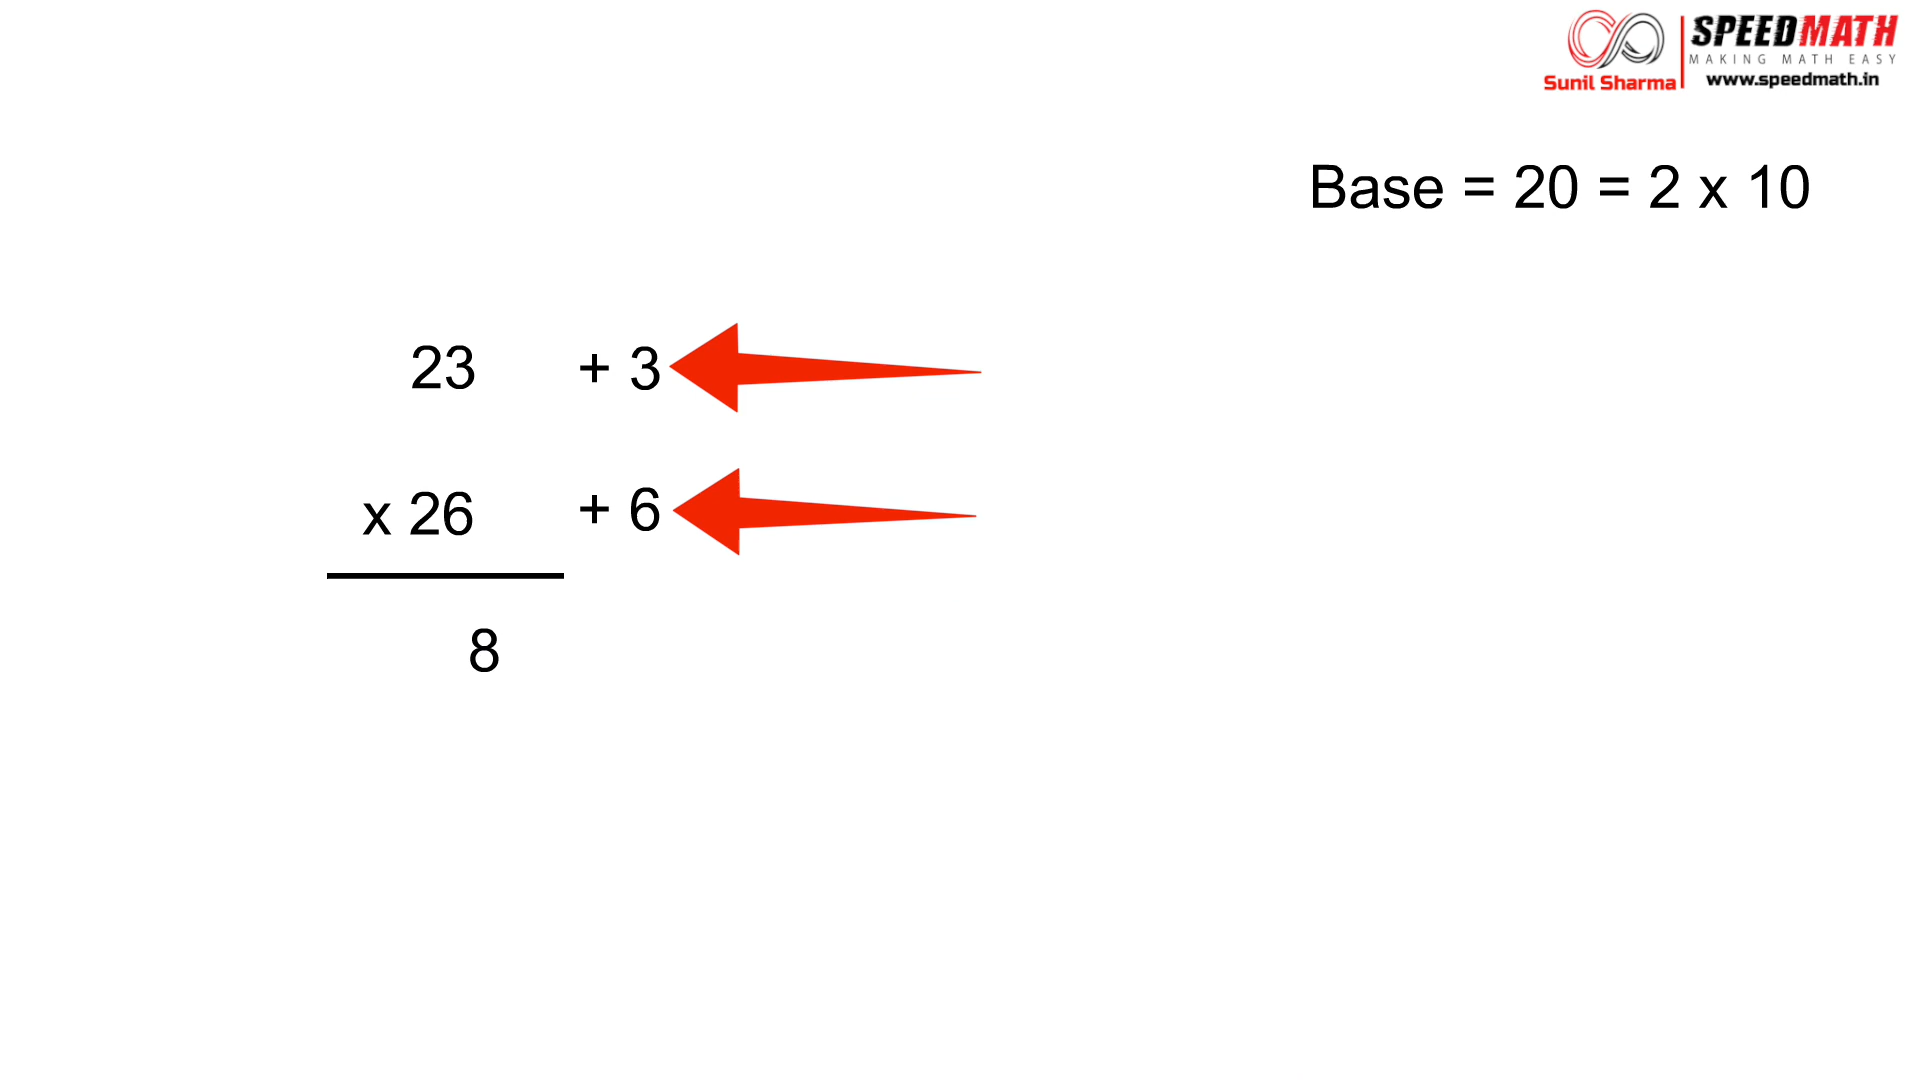 SPEEDMATH
MAKING MATH EASY
Sunil Sharma
www.speedmath.in
Base = 20 = 2 x 10
23 + 3
x 26 + 6
8